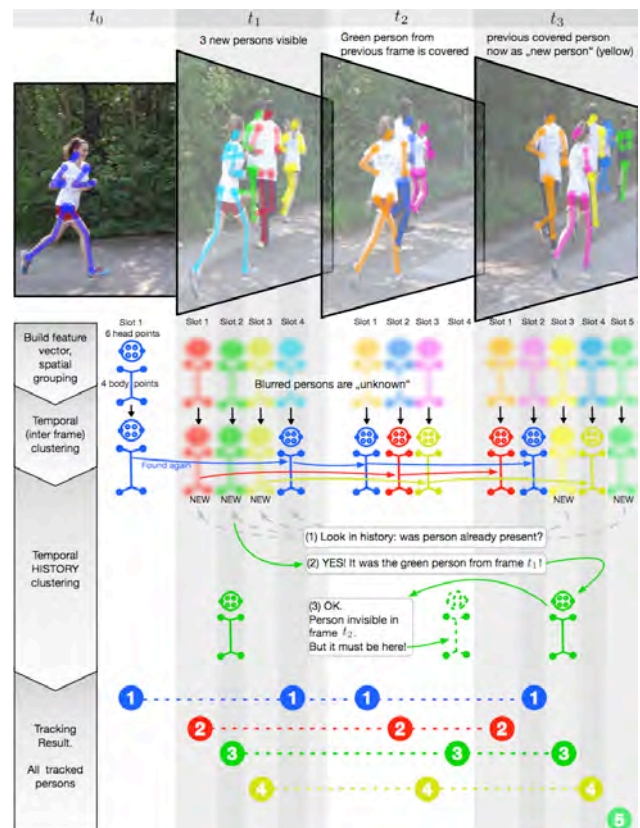 t0
t1
t2
t3
3 new persons visible
Green person from
previous frame is covered
previous covered person
now as „new person" (yellow)
Build feature
vector,
spatial
grouping
Slot 1
6 head points
4 body points
Slot 1 Slot 2 Slot 3 Slot 4
Slot 1 Slot 2 Slot 3 Slot 4
Slot 1 Slot 2 Slot 3 Slot 4 Slot 5
Blurred persons are „unknown"
Temporal
(inter frame)
clustering
Found again
NEW NEW NEW
NEW NEW
Temporal
HISTORY
clustering
(1) Look in history: was person already present?
(2) YES! It was the green person from frame t1!
(3) OK.
Person invisible in
frame t2.
But it must be here!
Tracking
Result.
All tracked
persons
1 1 1 1
2 2 2
3 3 3
4 4 4
5